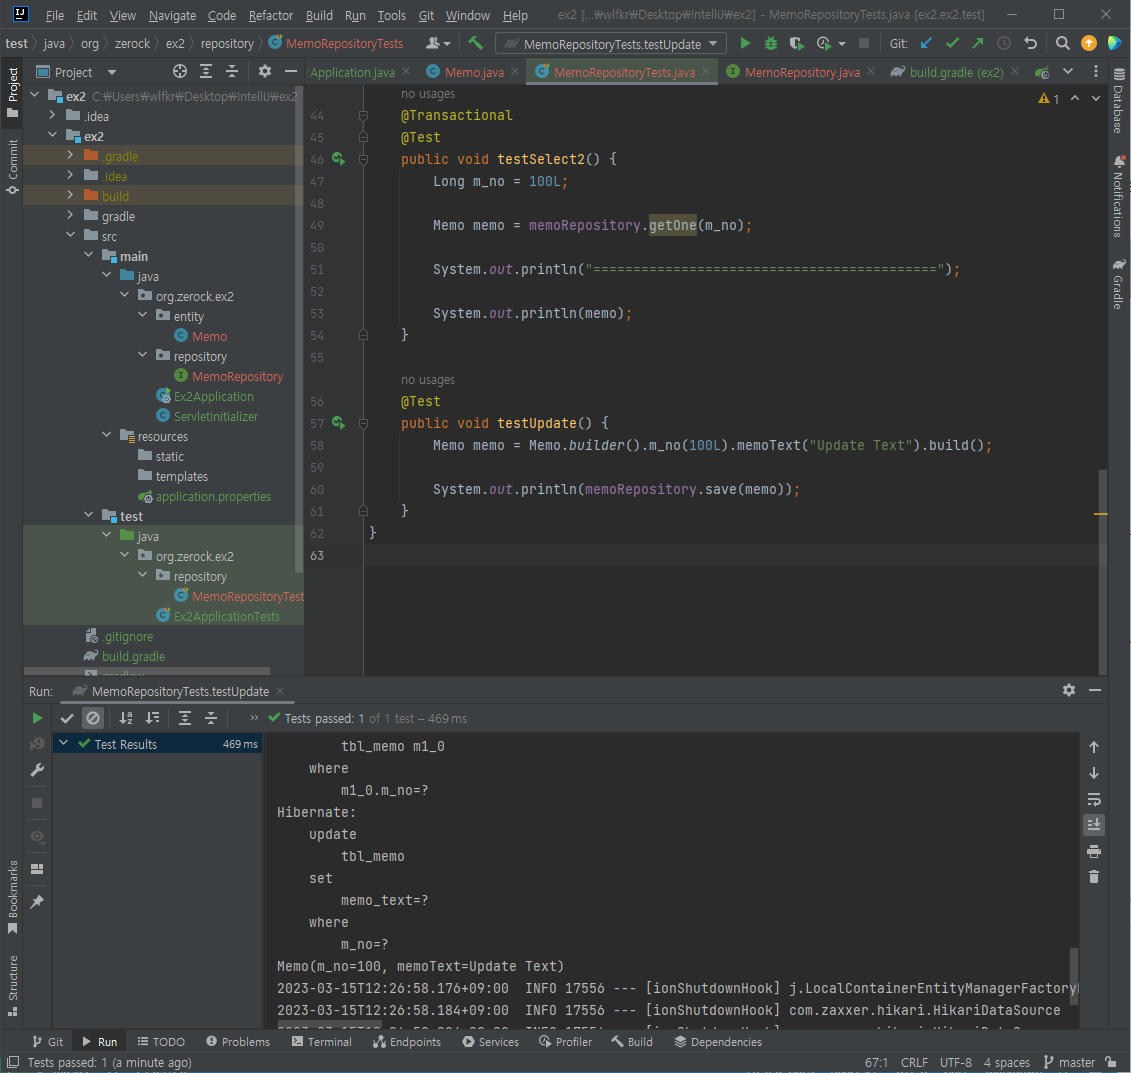 File Edit View Navigate Code Refactor Build Run Tools Git Window Help ex2 [...₩wlfkr₩Desktop₩IntelliJ₩ex2] - MemoRepositoryTests.java [ex2.ex2.test]
test java org zerock ex2 repository MemoRepositoryTests MemoRepositoryTests.testUpdate Git:
Project
Application.java Memo.java MemoRepositoryTests.java MemoRepository.java build.gradle (ex2)
Project
Commit
Bookmarks
Structure
ex2 C:₩Users₩wlfkr₩Desktop₩IntelliJ₩ex2
.idea
ex2
.gradle
.idea
build
gradle
src
main
java
org.zerock.ex2
entity
Memo
repository
MemoRepository
Ex2Application
ServletInitializer
resources
static
templates
application.properties
test
java
org.zerock.ex2
repository
MemoRepositoryTest
Ex2ApplicationTests
.gitignore
build.gradle
gradlew
no usages
1
44 @Transactional
45 @Test
46 public void testSelect2() {
47 Long m_no = 100L;
48
49 Memo memo = memoRepository.getOne(m_no);
50
51 System.out.println("===========================================");
52
53 System.out.println(memo);
54 }
55
no usages
56 @Test
57 public void testUpdate() {
58 Memo memo = Memo.builder().m_no(100L).memoText("Update Text").build();
59
60 System.out.println(memoRepository.save(memo));
61 }
62 }
63
Database
Notifications
Gradle
Run: MemoRepositoryTests.testUpdate
Tests passed: 1 of 1 test – 469 ms
Test Results 469 ms
tbl_memo m1_0
where
m1_0.m_no=?
Hibernate:
update
tbl_memo
set
memo_text=?
where
m_no=?
Memo(m_no=100, memoText=Update Text)
2023-03-15T12:26:58.176+09:00 INFO 17556 --- [ionShutdownHook] j.LocalContainerEntityManagerFactory
2023-03-15T12:26:58.184+09:00 INFO 17556 --- [ionShutdownHook] com.zaxxer.hikari.HikariDataSource
Git Run TODO Problems Terminal Endpoints Services Profiler Build Dependencies
Tests passed: 1 (a minute ago) 67:1 CRLF UTF-8 4 spaces master